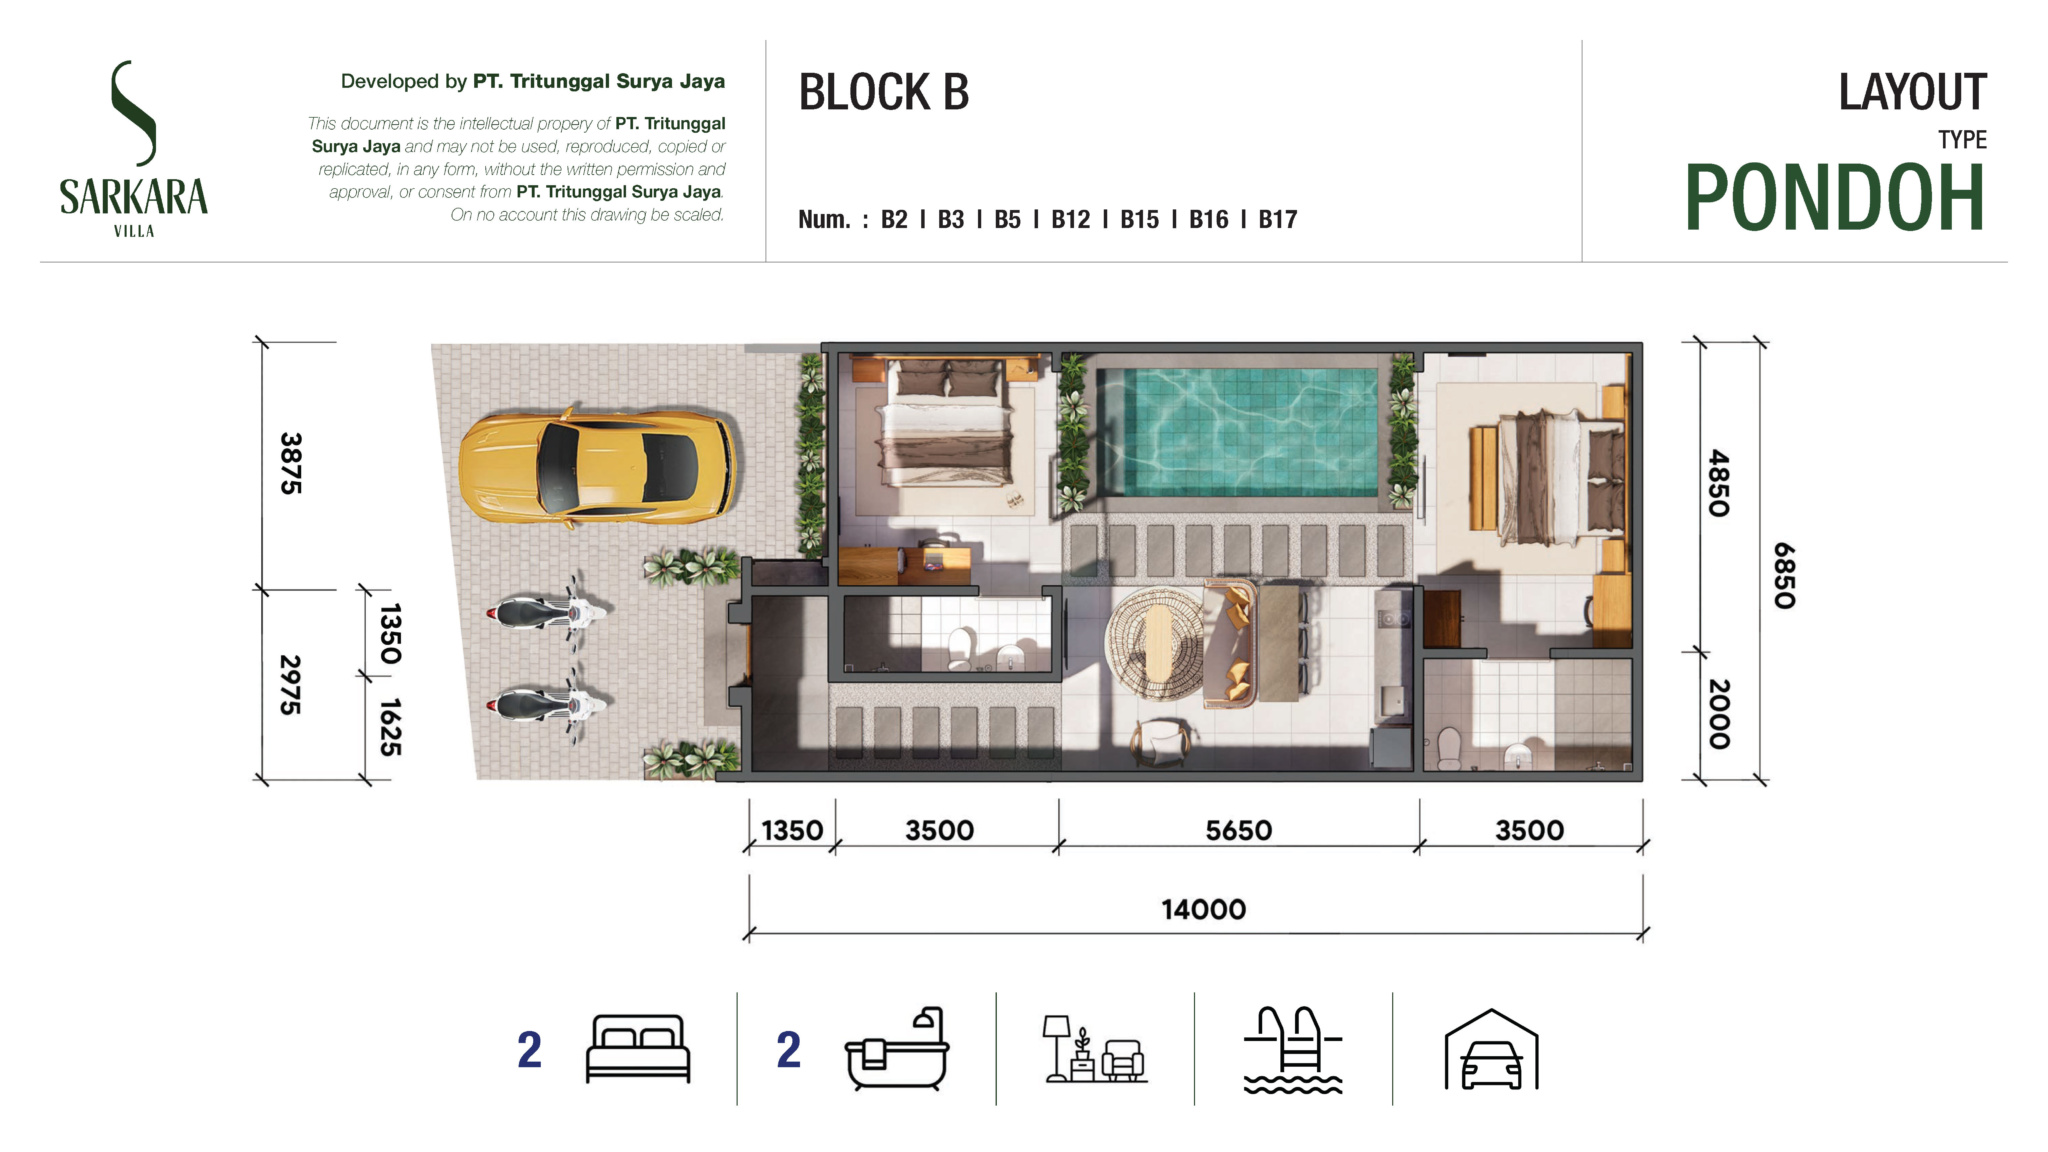 SARKARA
VILLA
Developed by PT. Tritunggal Surya Jaya
This document is the intellectual propery of PT. Tritunggal
Surya Jaya and may not be used, reproduced, copied or
replicated, in any form, without the written permission and
approval, or consent from PT. Tritunggal Surya Jaya.
On no account this drawing be scaled.
BLOCK B
Num. : B2 | B3 | B5 | B12 | B15 | B16 | B17
LAYOUT
TYPE
PONDOH
3875
2975
1350
1625
4850
2000
6850
1350
3500
5650
3500
14000
2
2